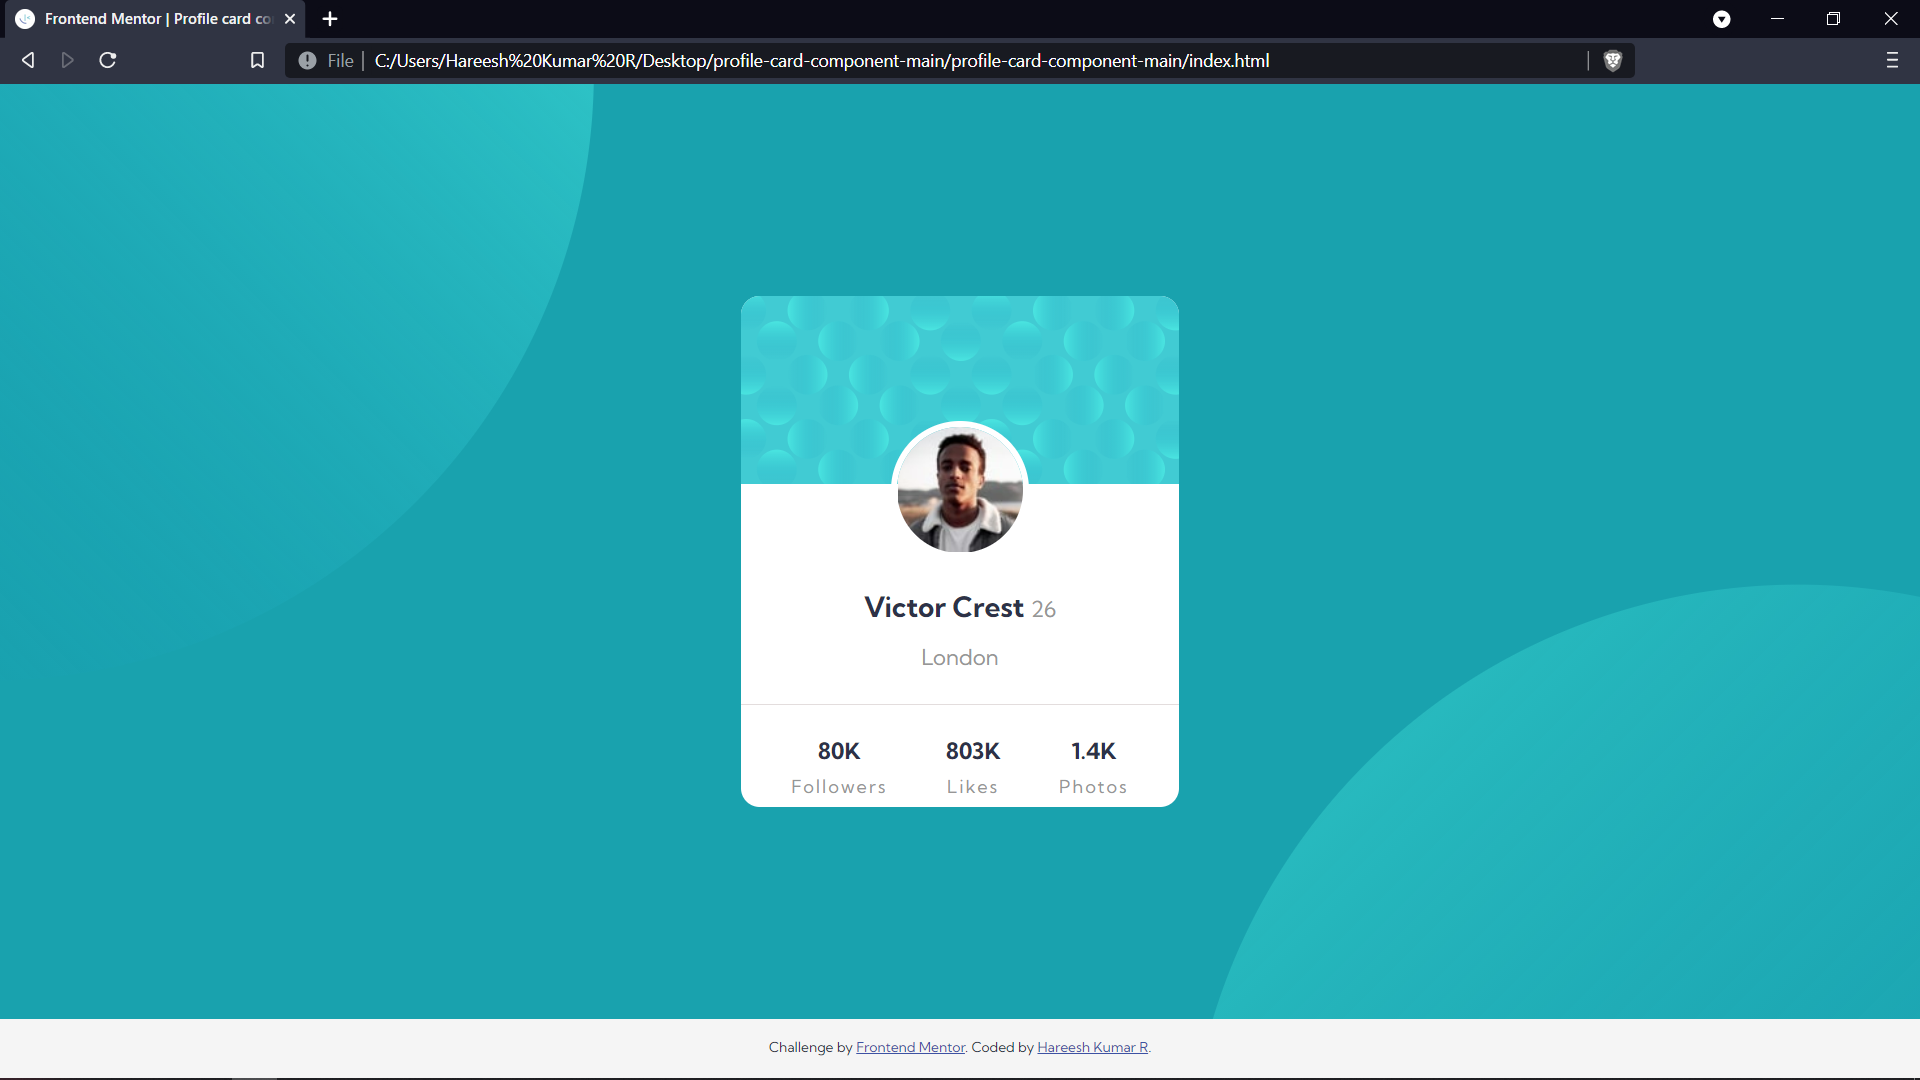 Frontend Mentor | Profile card co
File | C:/Users/Hareesh%20Kumar%20R/Desktop/profile-card-component-main/profile-card-component-main/index.html
Victor Crest 26
London
80K 803K 1.4K
Followers Likes Photos
Challenge by Frontend Mentor. Coded by Hareesh Kumar R.